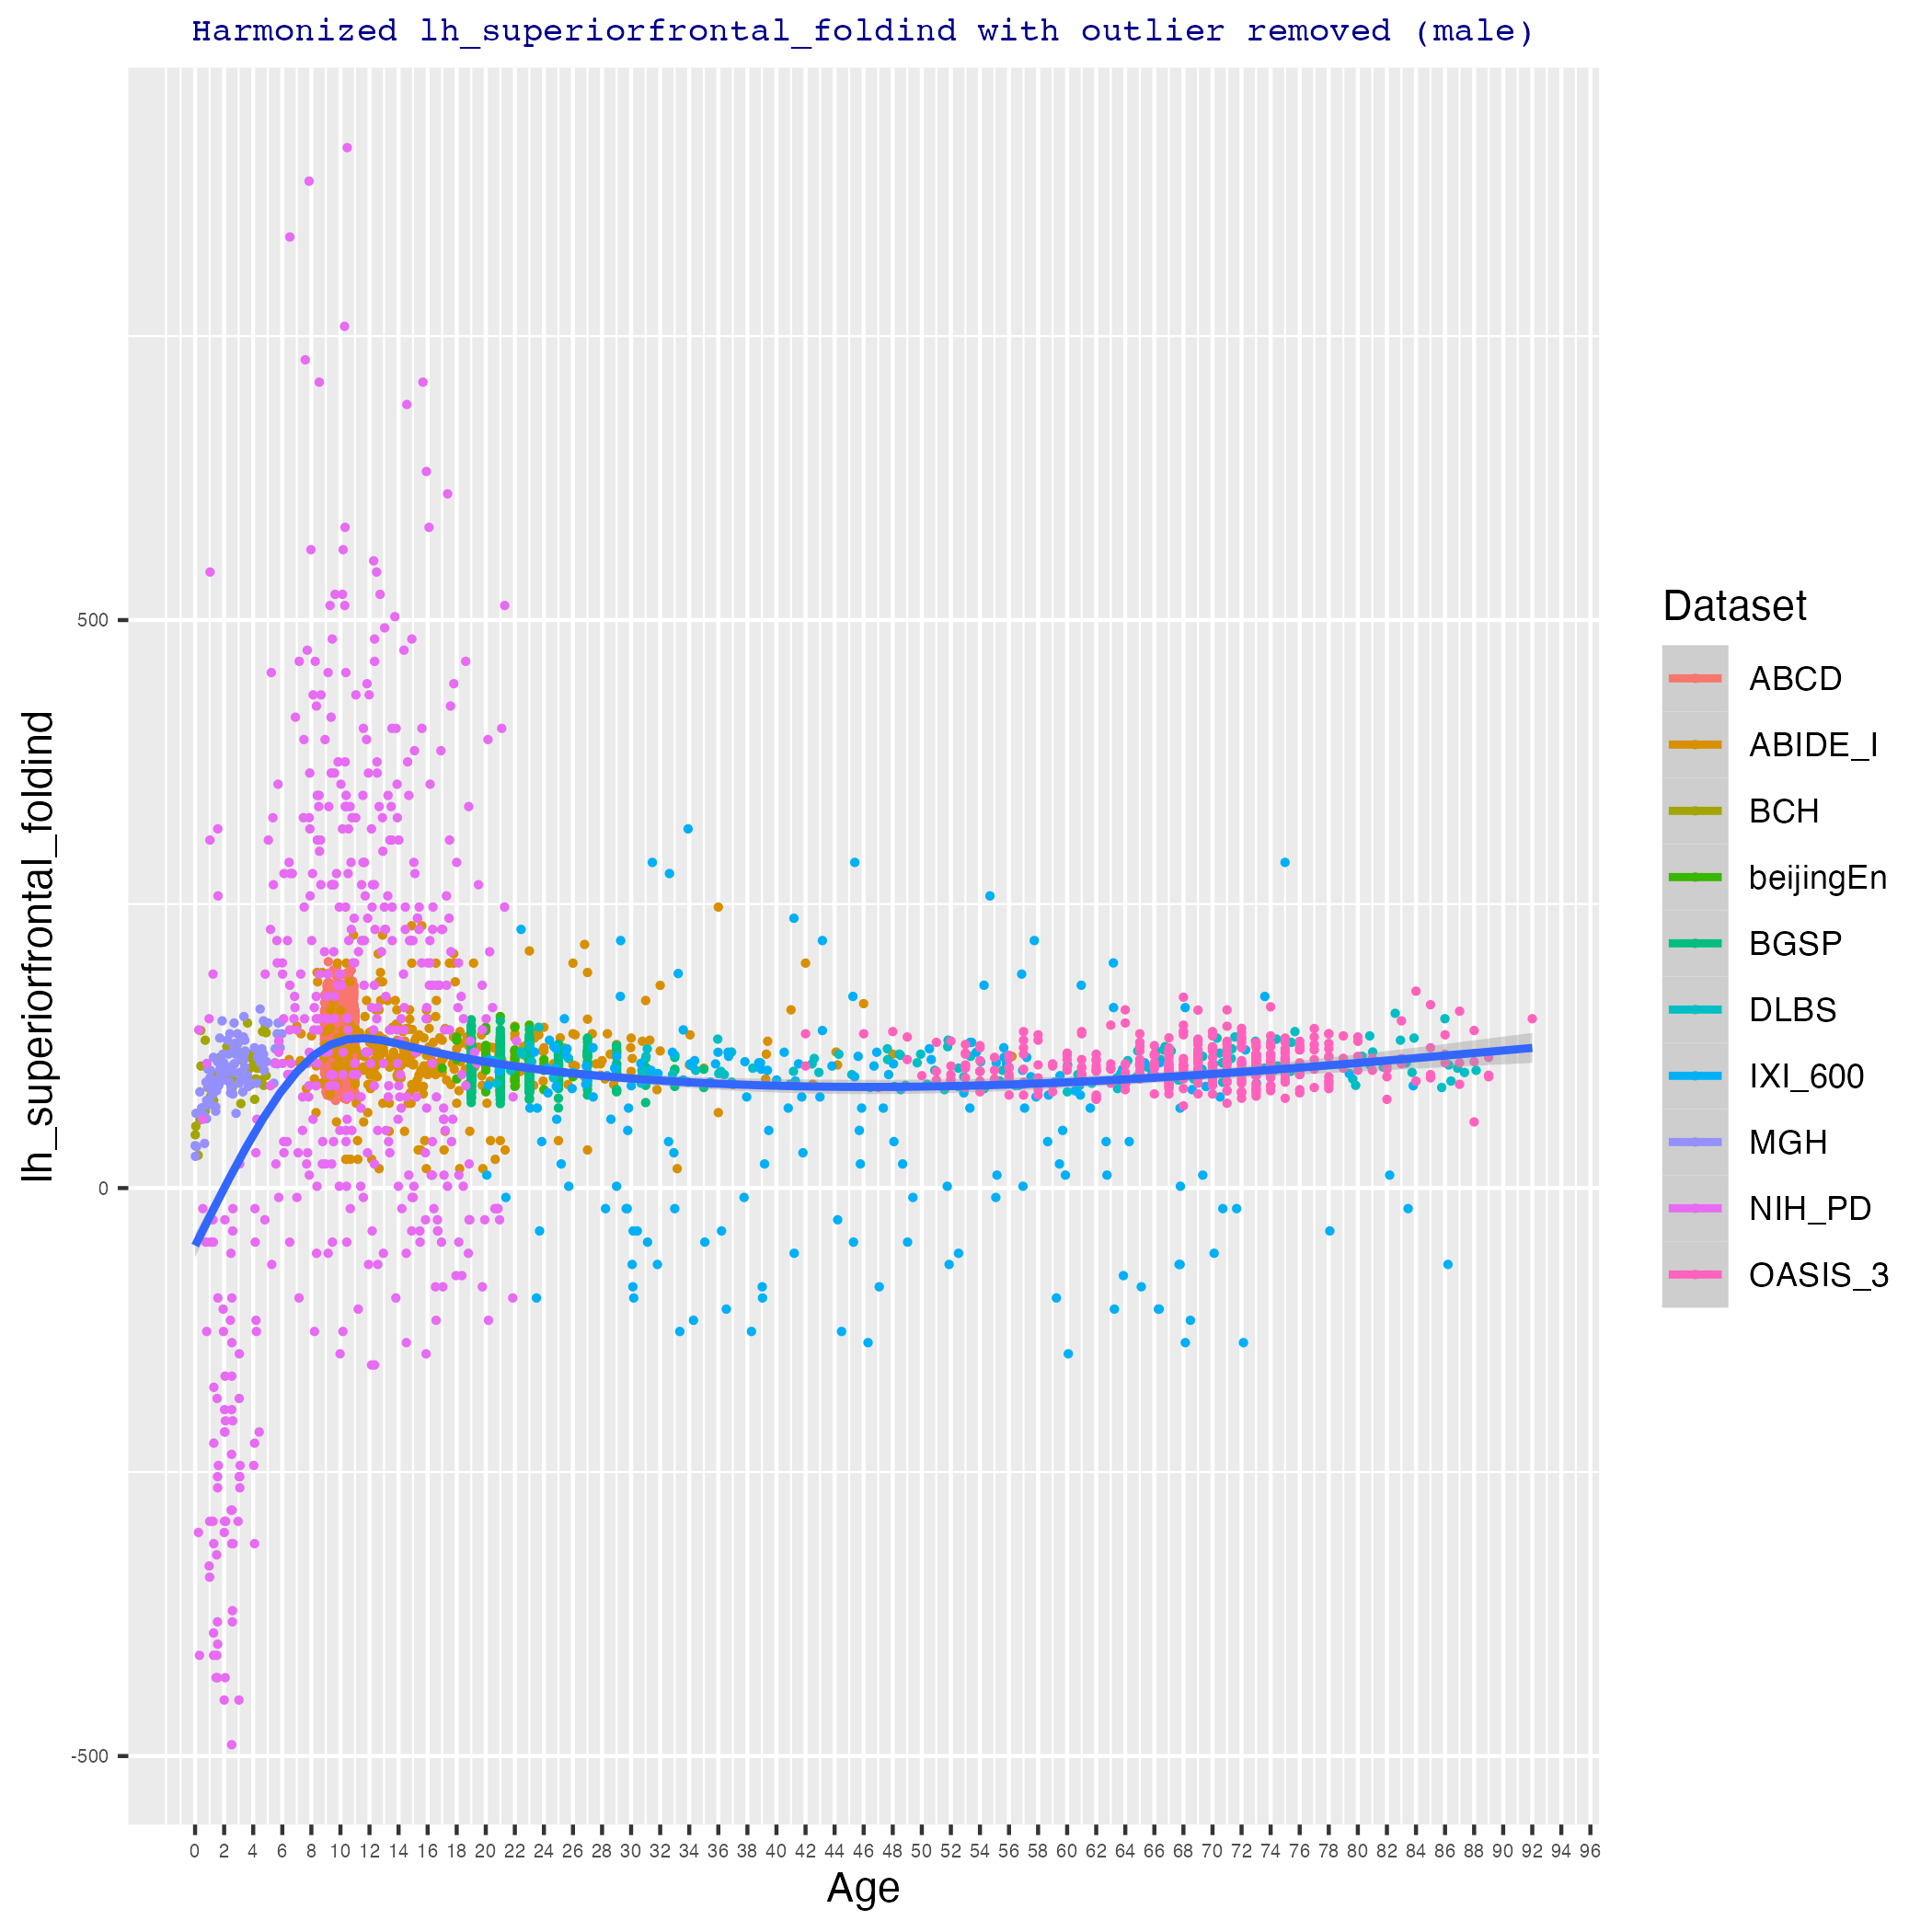 Harmonized lh_superiorfrontal_foldind with outlier removed (male)
lh_superiorfrontal_foldind
500
0
-500
0 2 4 6 8 10 12 14 16 18 20 22 24 26 28 30 32 34 36 38 40 42 44 46 48 50 52 54 56 58 60 62 64 66 68 70 72 74 76 78 80 82 84 86 88 90 92 94 96
Age
Dataset
ABCD
ABIDE_I
BCH
beijingEn
BGSP
DLBS
IXI_600
MGH
NIH_PD
OASIS_3